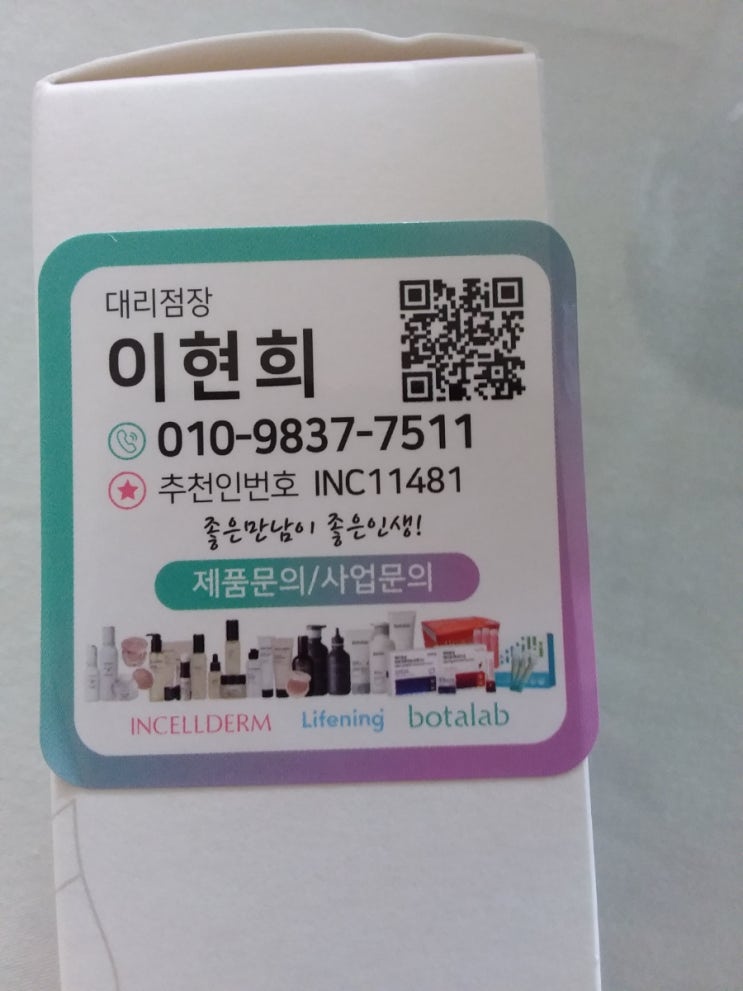 대리점장
이현희
010-9837-7511
추천인번호 INC11481
좋은만남이 좋은인생!
제품문의/사업문의
INCELLDERM Lifening botalab